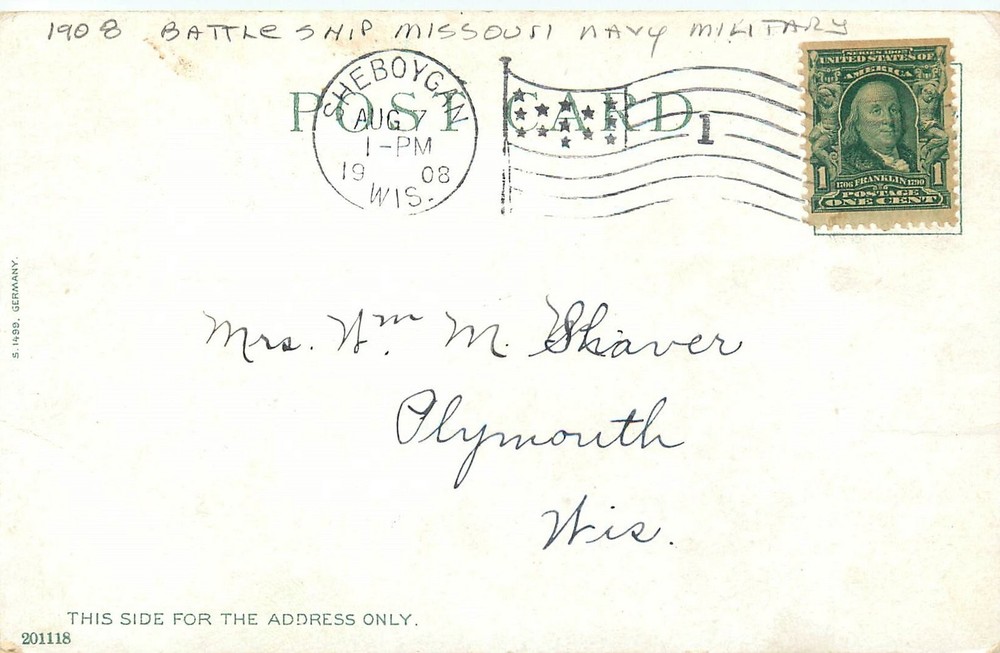 1908 BATTLE SHIP MISSOURI NAVY MILITARY
POST CARD
SHEBOYGAN
AUG 7
1-PM
19 08
WIS.
1
SERIES 1902
UNITED STATES OF
AMERICA
1 1
1706 FRANKLIN 1790
POSTAGE
ONE CENT
S. 1499. GERMANY.
Mrs. Wm. M. Shaver
Plymouth
Wis.
THIS SIDE FOR THE ADDRESS ONLY.
201118